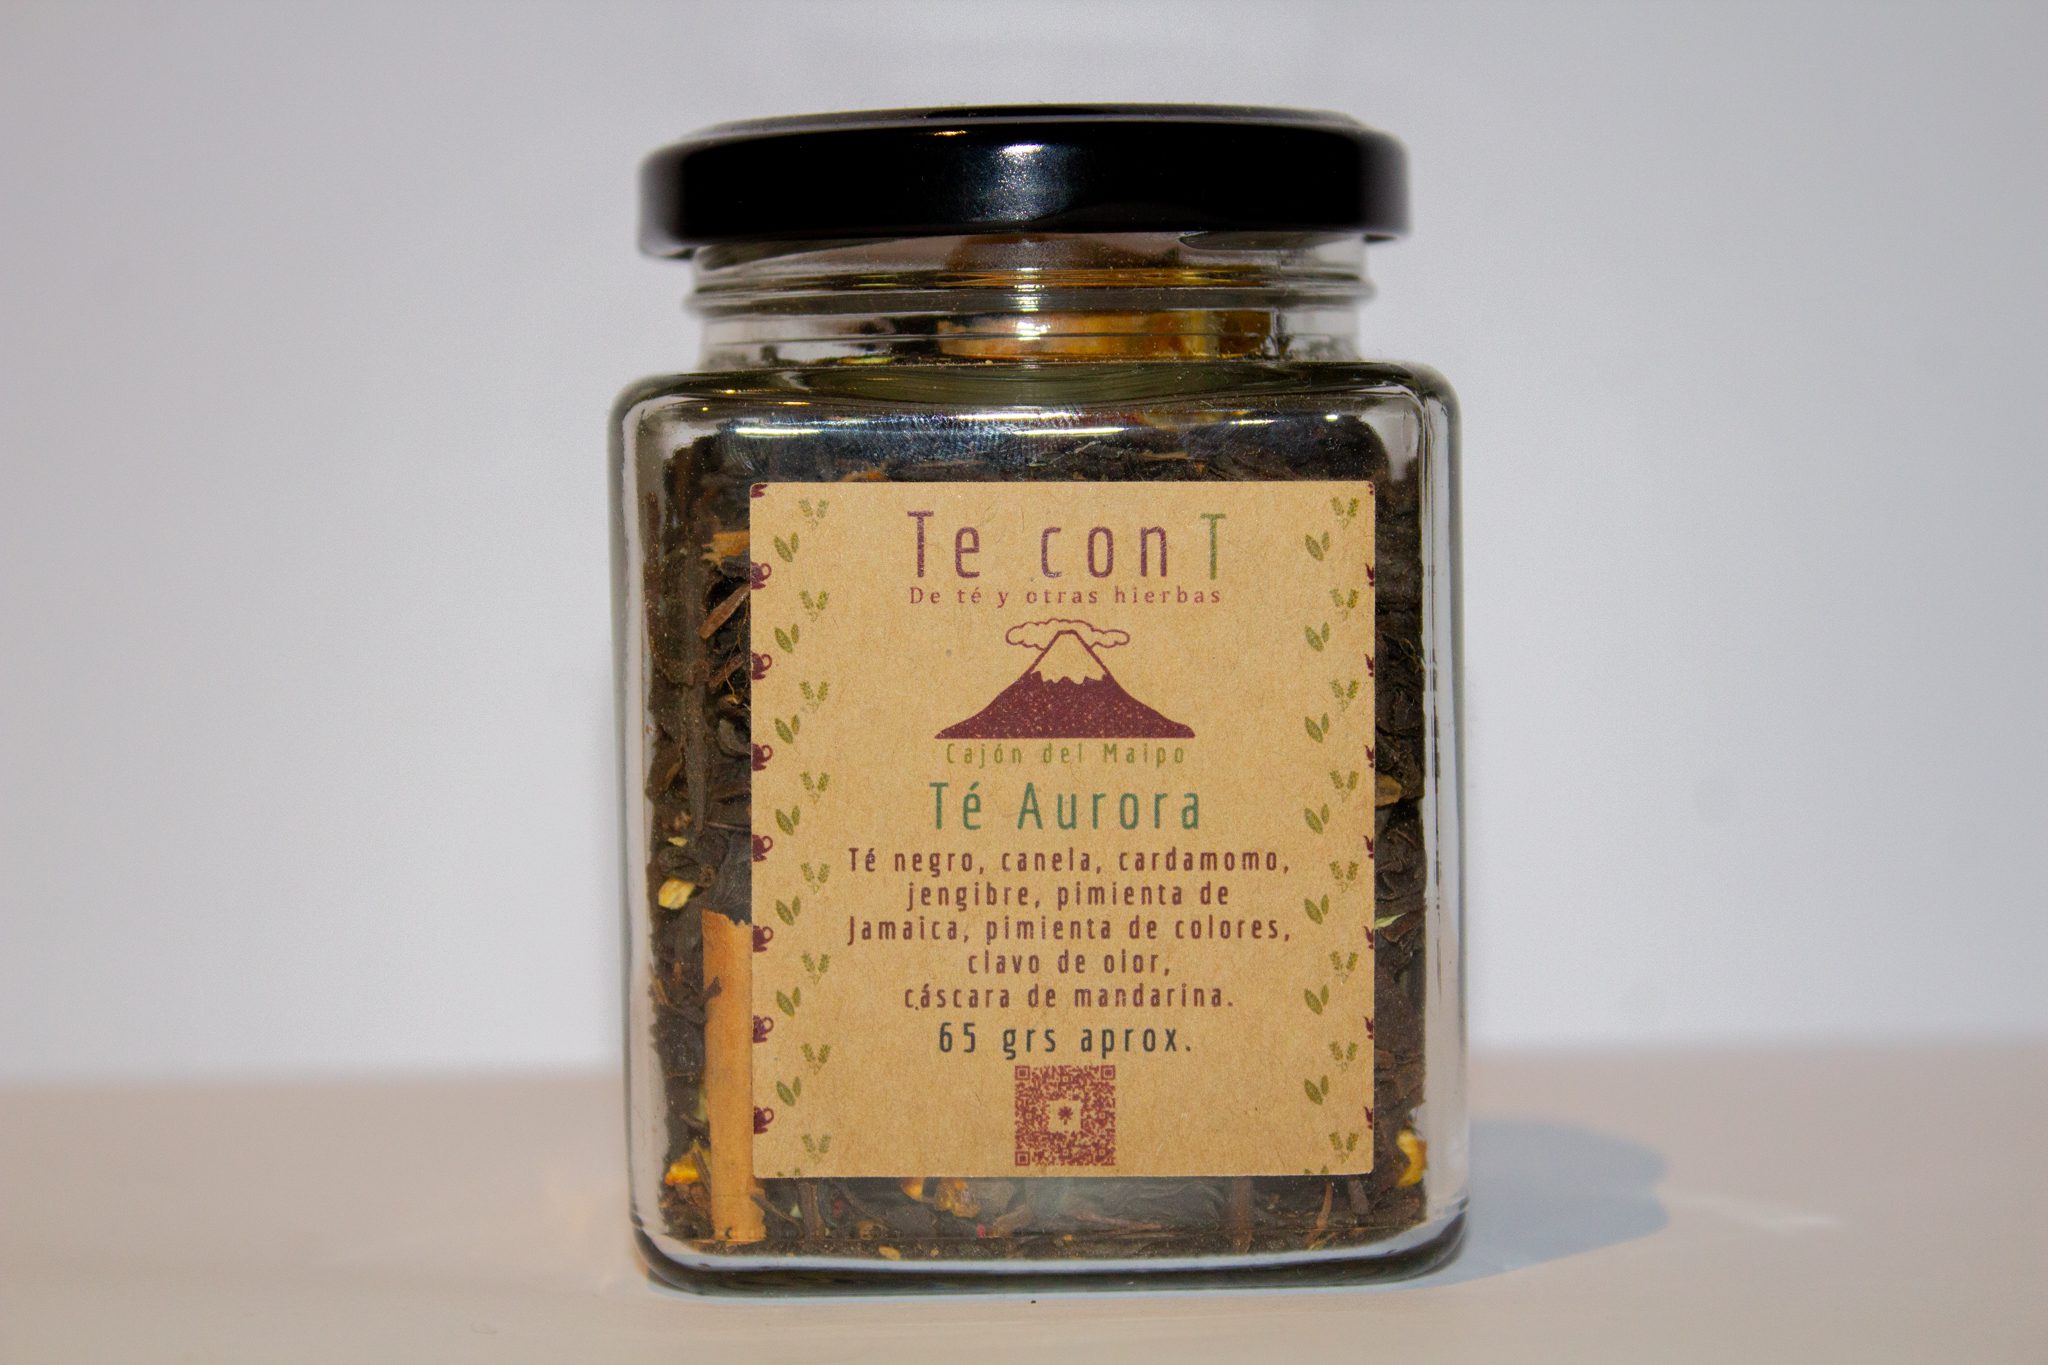 Te con T
De té y otras hierbas
Cajón del Maipo
Té Aurora
Té negro, canela, cardamomo,
jengibre, pimienta de
Jamaica, pimienta de colores,
clavo de olor,
cáscara de mandarina.
65 grs aprox.